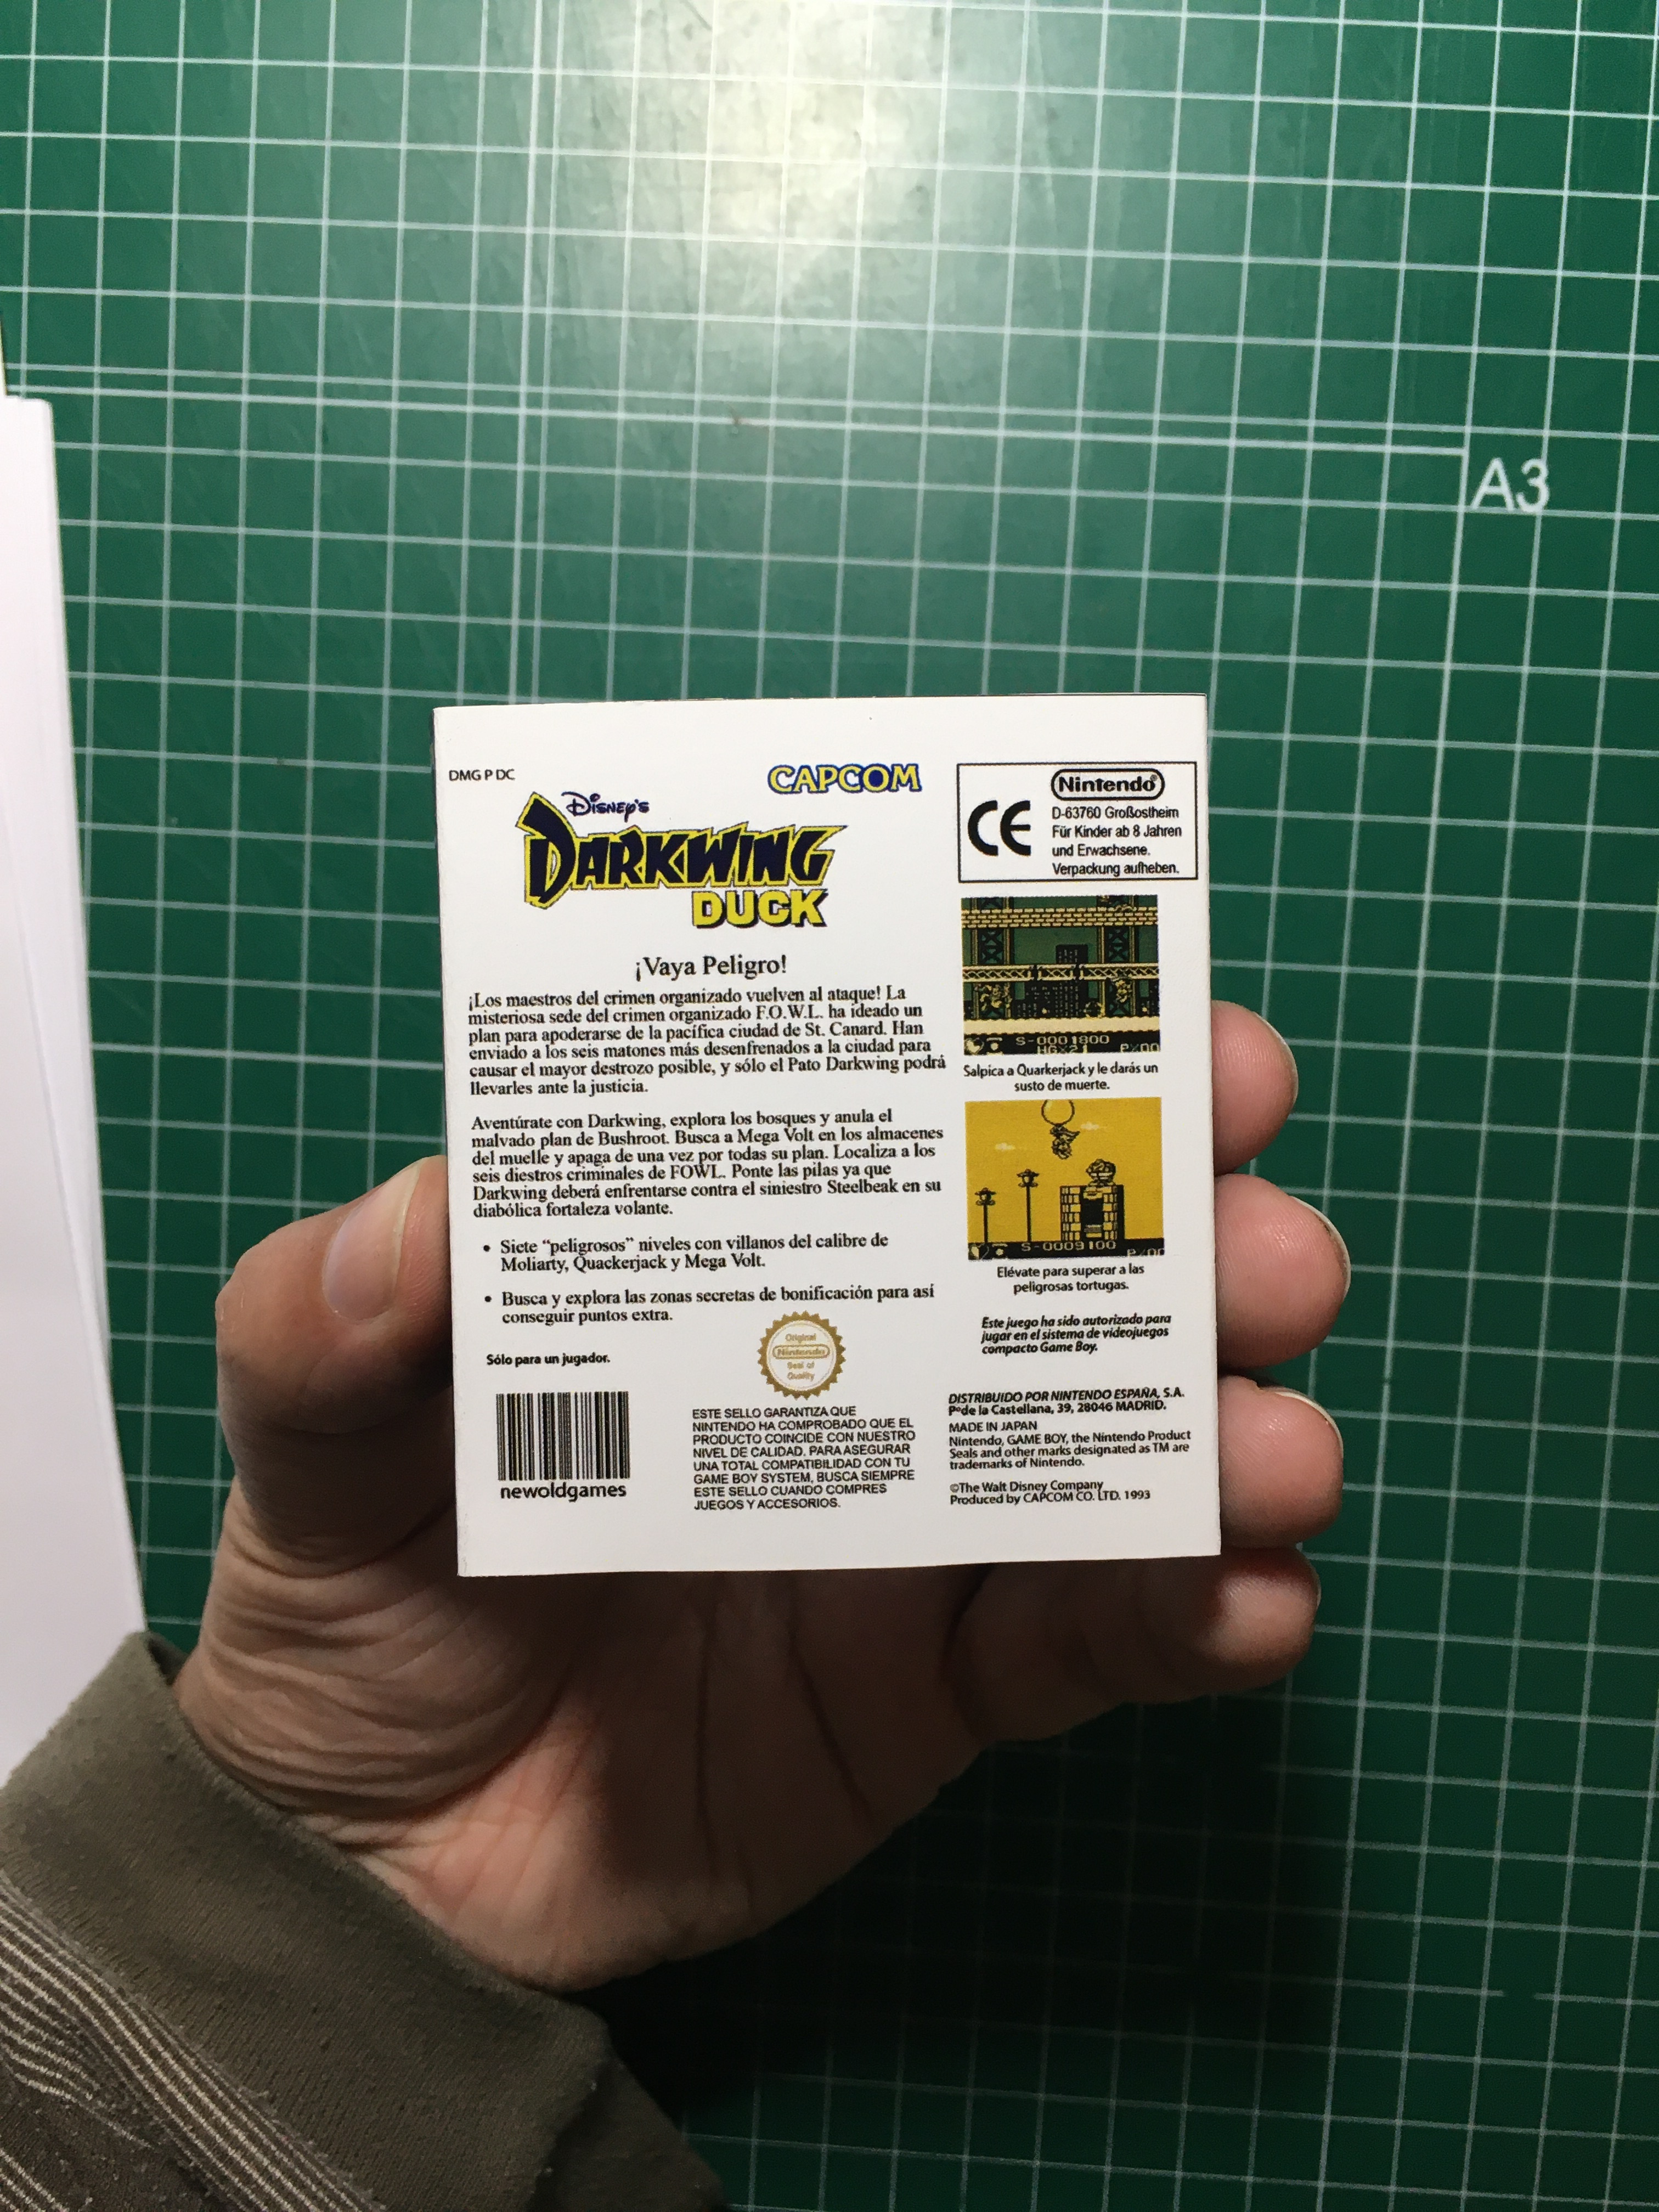 A3
DMG P DC
CAPCOM
DISNEY'S
DARKWING
DUCK
Nintendo®
CE
D-63760 Großostheim
Für Kinder ab 8 Jahren
und Erwachsene.
Verpackung aufheben.
¡Vaya Peligro!
¡Los maestros del crimen organizado vuelven al ataque! La
misteriosa sede del crimen organizado F.O.W.L. ha ideado un
plan para apoderarse de la pacífica ciudad de St. Canard. Han
enviado a los seis matones más desenfrenados a la ciudad para
causar el mayor destrozo posible, y sólo el Pato Darkwing podrá
llevarles ante la justicia.
Aventúrate con Darkwing, explora los bosques y anula el
malvado plan de Bushroot. Busca a Mega Volt en los almacenes
del muelle y apaga de una vez por todas su plan. Localiza a los
seis diestros criminales de FOWL. Ponte las pilas ya que
Darkwing deberá enfrentarse contra el siniestro Steelbeak en su
diabólica fortaleza volante.
• Siete “peligrosos” niveles con villanos del calibre de
Moliarty, Quackerjack y Mega Volt.
• Busca y explora las zonas secretas de bonificación para así
conseguir puntos extra.
Sólo para un jugador.
newoldgames
Original
Nintendo
Seal of
Quality
ESTE SELLO GARANTIZA QUE
NINTENDO HA COMPROBADO QUE EL
PRODUCTO COINCIDE CON NUESTRO
NIVEL DE CALIDAD. PARA ASEGURAR
UNA TOTAL COMPATIBILIDAD CON TU
GAME BOY SYSTEM, BUSCA SIEMPRE
ESTE SELLO CUANDO COMPRES
JUEGOS Y ACCESORIOS.
S-0001800
P/00
Salpica a Quarkerjack y le darás un
susto de muerte.
S-0009100
P/00
Elévate para superar a las
peligrosas tortugas.
Este juego ha sido autorizado para
jugar en el sistema de videojuegos
compacto Game Boy.
DISTRIBUIDO POR NINTENDO ESPAÑA, S.A.
Pº de la Castellana, 39, 28046 MADRID.
MADE IN JAPAN
Nintendo, GAME BOY, the Nintendo Product
Seals and other marks designated as TM are
trademarks of Nintendo.
©The Walt Disney Company
Produced by CAPCOM CO. LTD. 1993